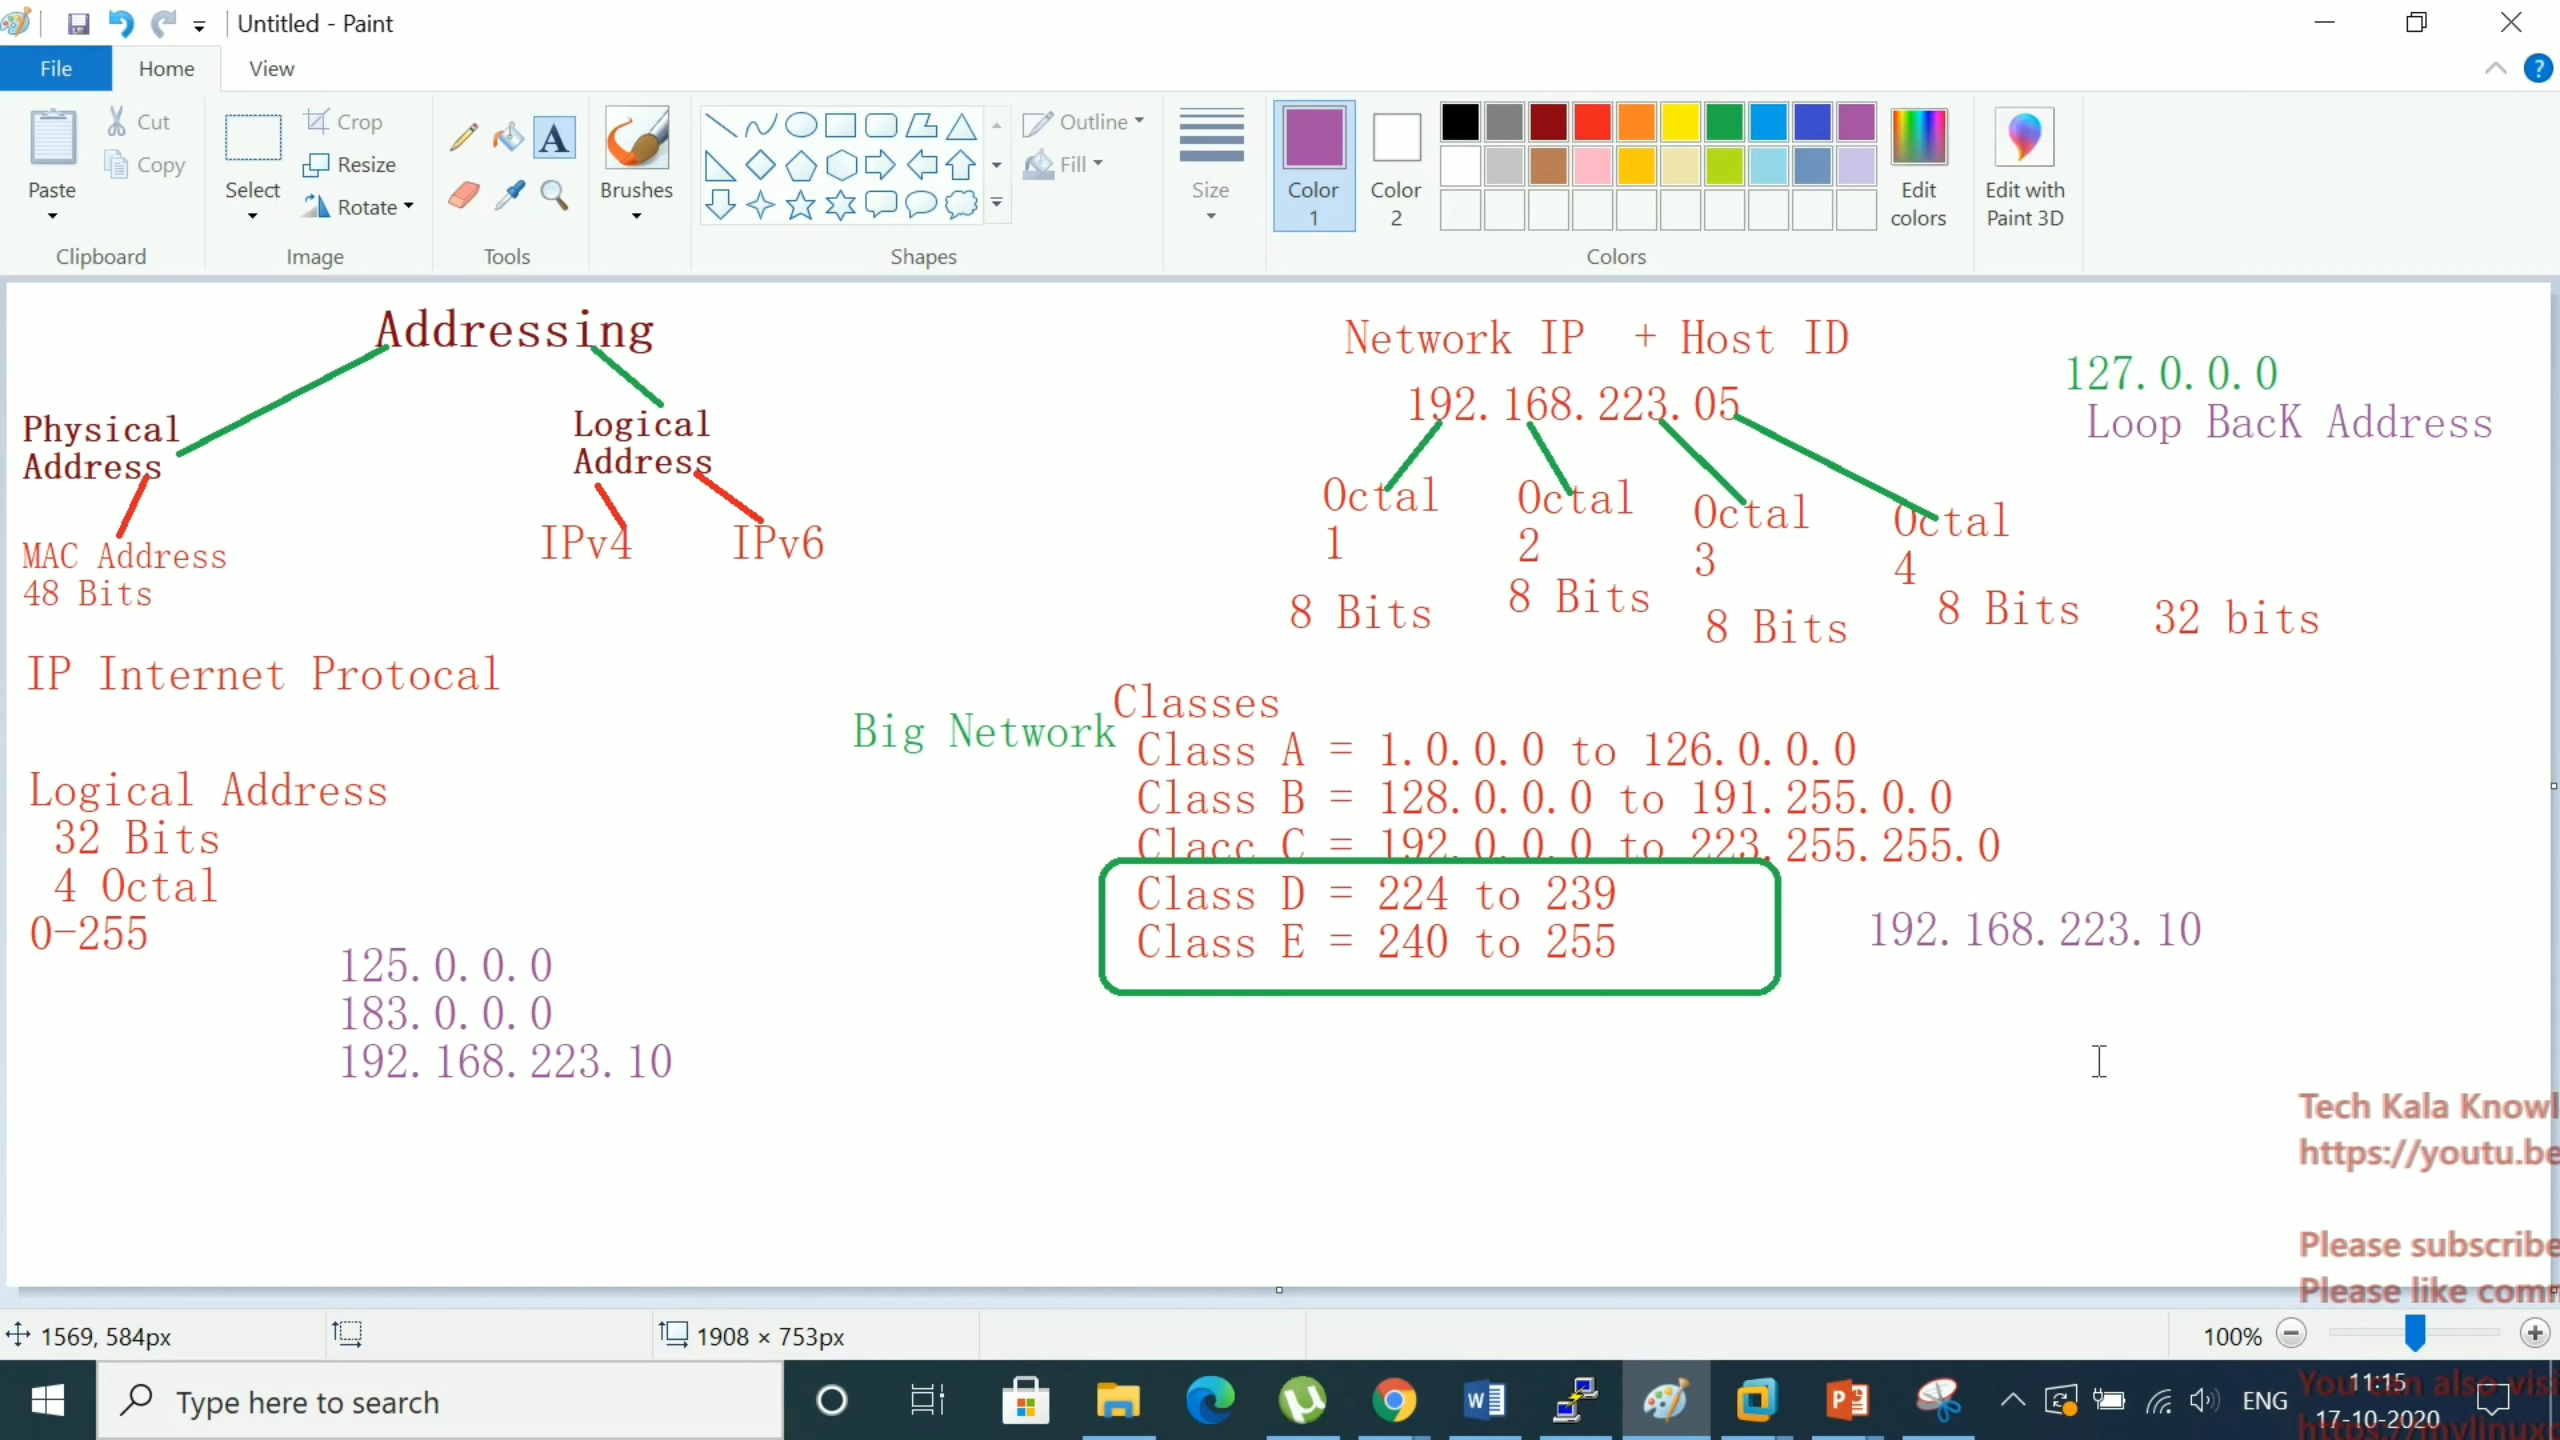 Untitled - Paint
File Home View
Paste
Cut
Copy
Clipboard
Select
Crop
Resize
Rotate
Image
Tools
Brushes
Outline
Fill
Shapes
Size
Color 1
Color 2
Edit colors
Colors
Edit with Paint 3D
Addressing
Physical
Address
Logical
Address
MAC Address
48 Bits
IPv4 IPv6
IP Internet Protocal
Logical Address
32 Bits
4 Octal
0-255
125.0.0.0
183.0.0.0
192.168.223.10
Network IP + Host ID
192.168.223.05
127.0.0.0
Loop BacK Address
Octal
1
8 Bits
Octal
2
8 Bits
Octal
3
8 Bits
Octal
4
8 Bits
32 bits
Big Network
Classes
Class A = 1.0.0.0 to 126.0.0.0
Class B = 128.0.0.0 to 191.255.0.0
Clacc C = 192.0.0.0 to 223.255.255.0
Class D = 224 to 239
Class E = 240 to 255
192.168.223.10
Tech Kala Knowl
https://youtu.be
Please subscribe
Please like com
1569, 584px
1908 × 753px
100%
Type here to search
ENG
11:15
17-10-2020
You can also visi